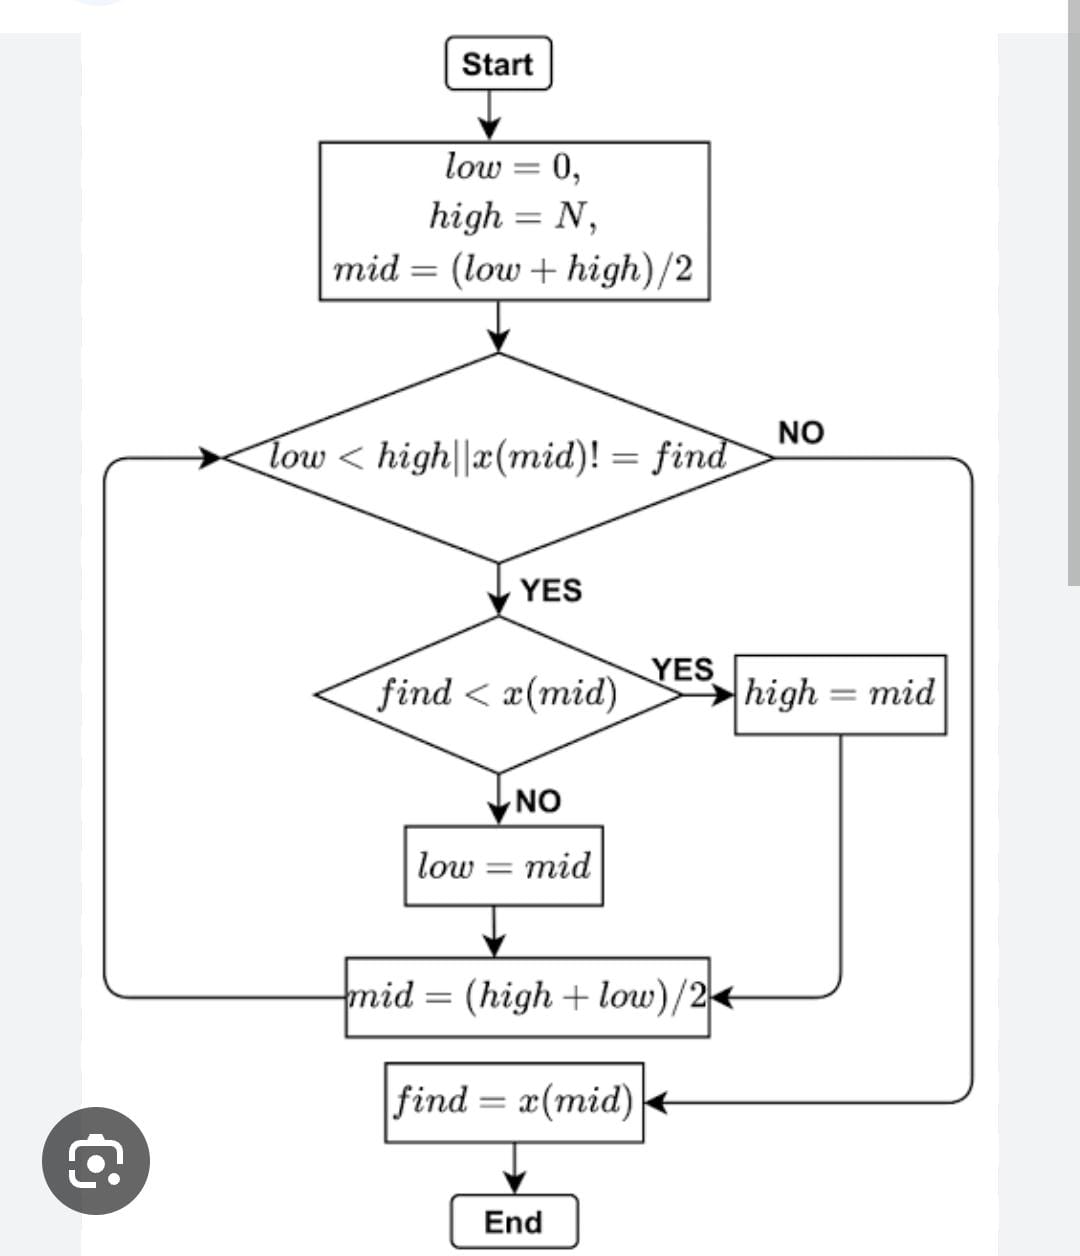 Start
low = 0,
high = N,
mid = (low + high)/2
low < high||x(mid)! = find
NO
YES
find < x(mid)
YES
high = mid
NO
low = mid
mid = (high + low)/2
find = x(mid)
End